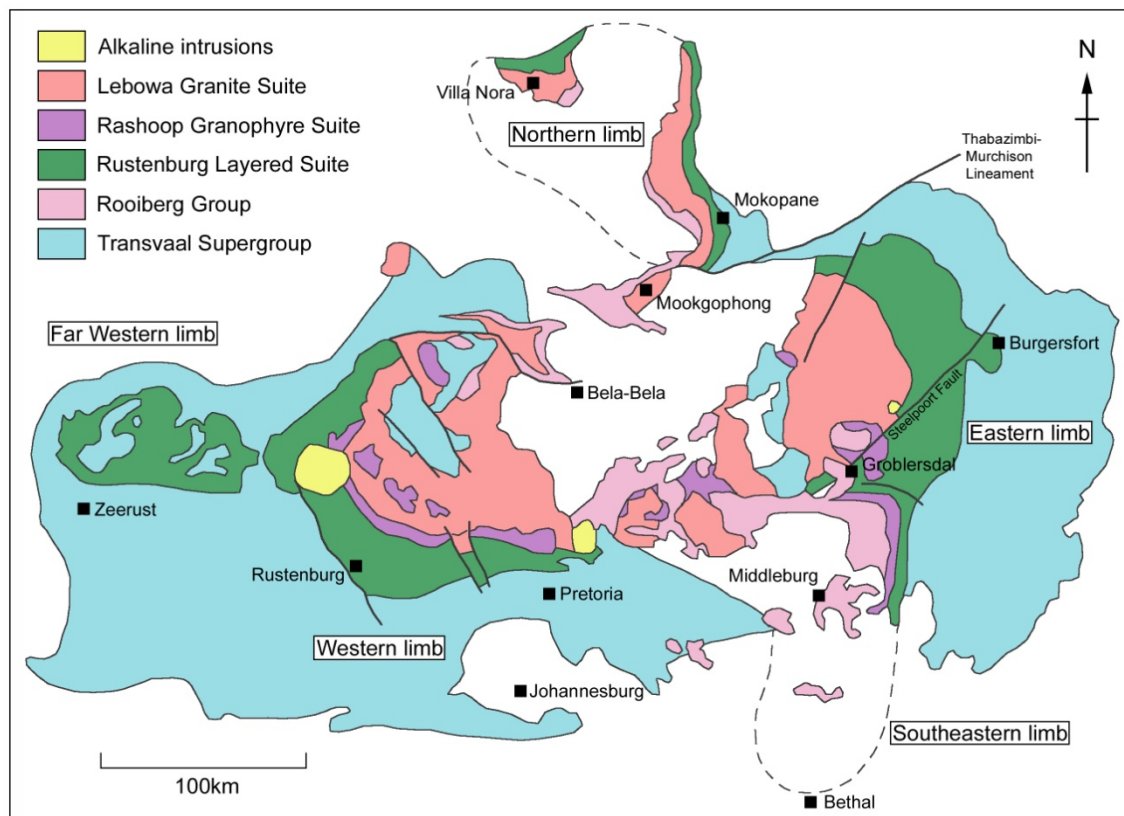 Alkaline intrusions
Lebowa Granite Suite
Rashoop Granophyre Suite
Rustenburg Layered Suite
Rooiberg Group
Transvaal Supergroup
N
Villa Nora
Northern limb
Thabazimbi-
Murchison
Lineament
Mokopane
Mookgophong
Far Western limb
Burgersfort
Bela-Bela
Steelpoort Fault
Eastern limb
Groblersdal
Zeerust
Rustenburg
Middleburg
Pretoria
Western limb
Johannesburg
Southeastern limb
100km
Bethal